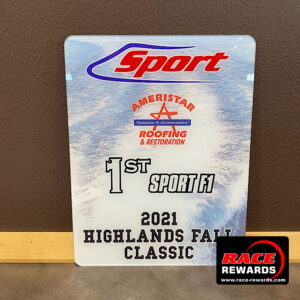 Sport
AMERISTAR
"Reputation By Recommendation"
ROOFING
& RESTORATION
1ST SPORT F1
2021
HIGHLANDS FALL
CLASSIC
RACE
REWARDS
www.race-rewards.com